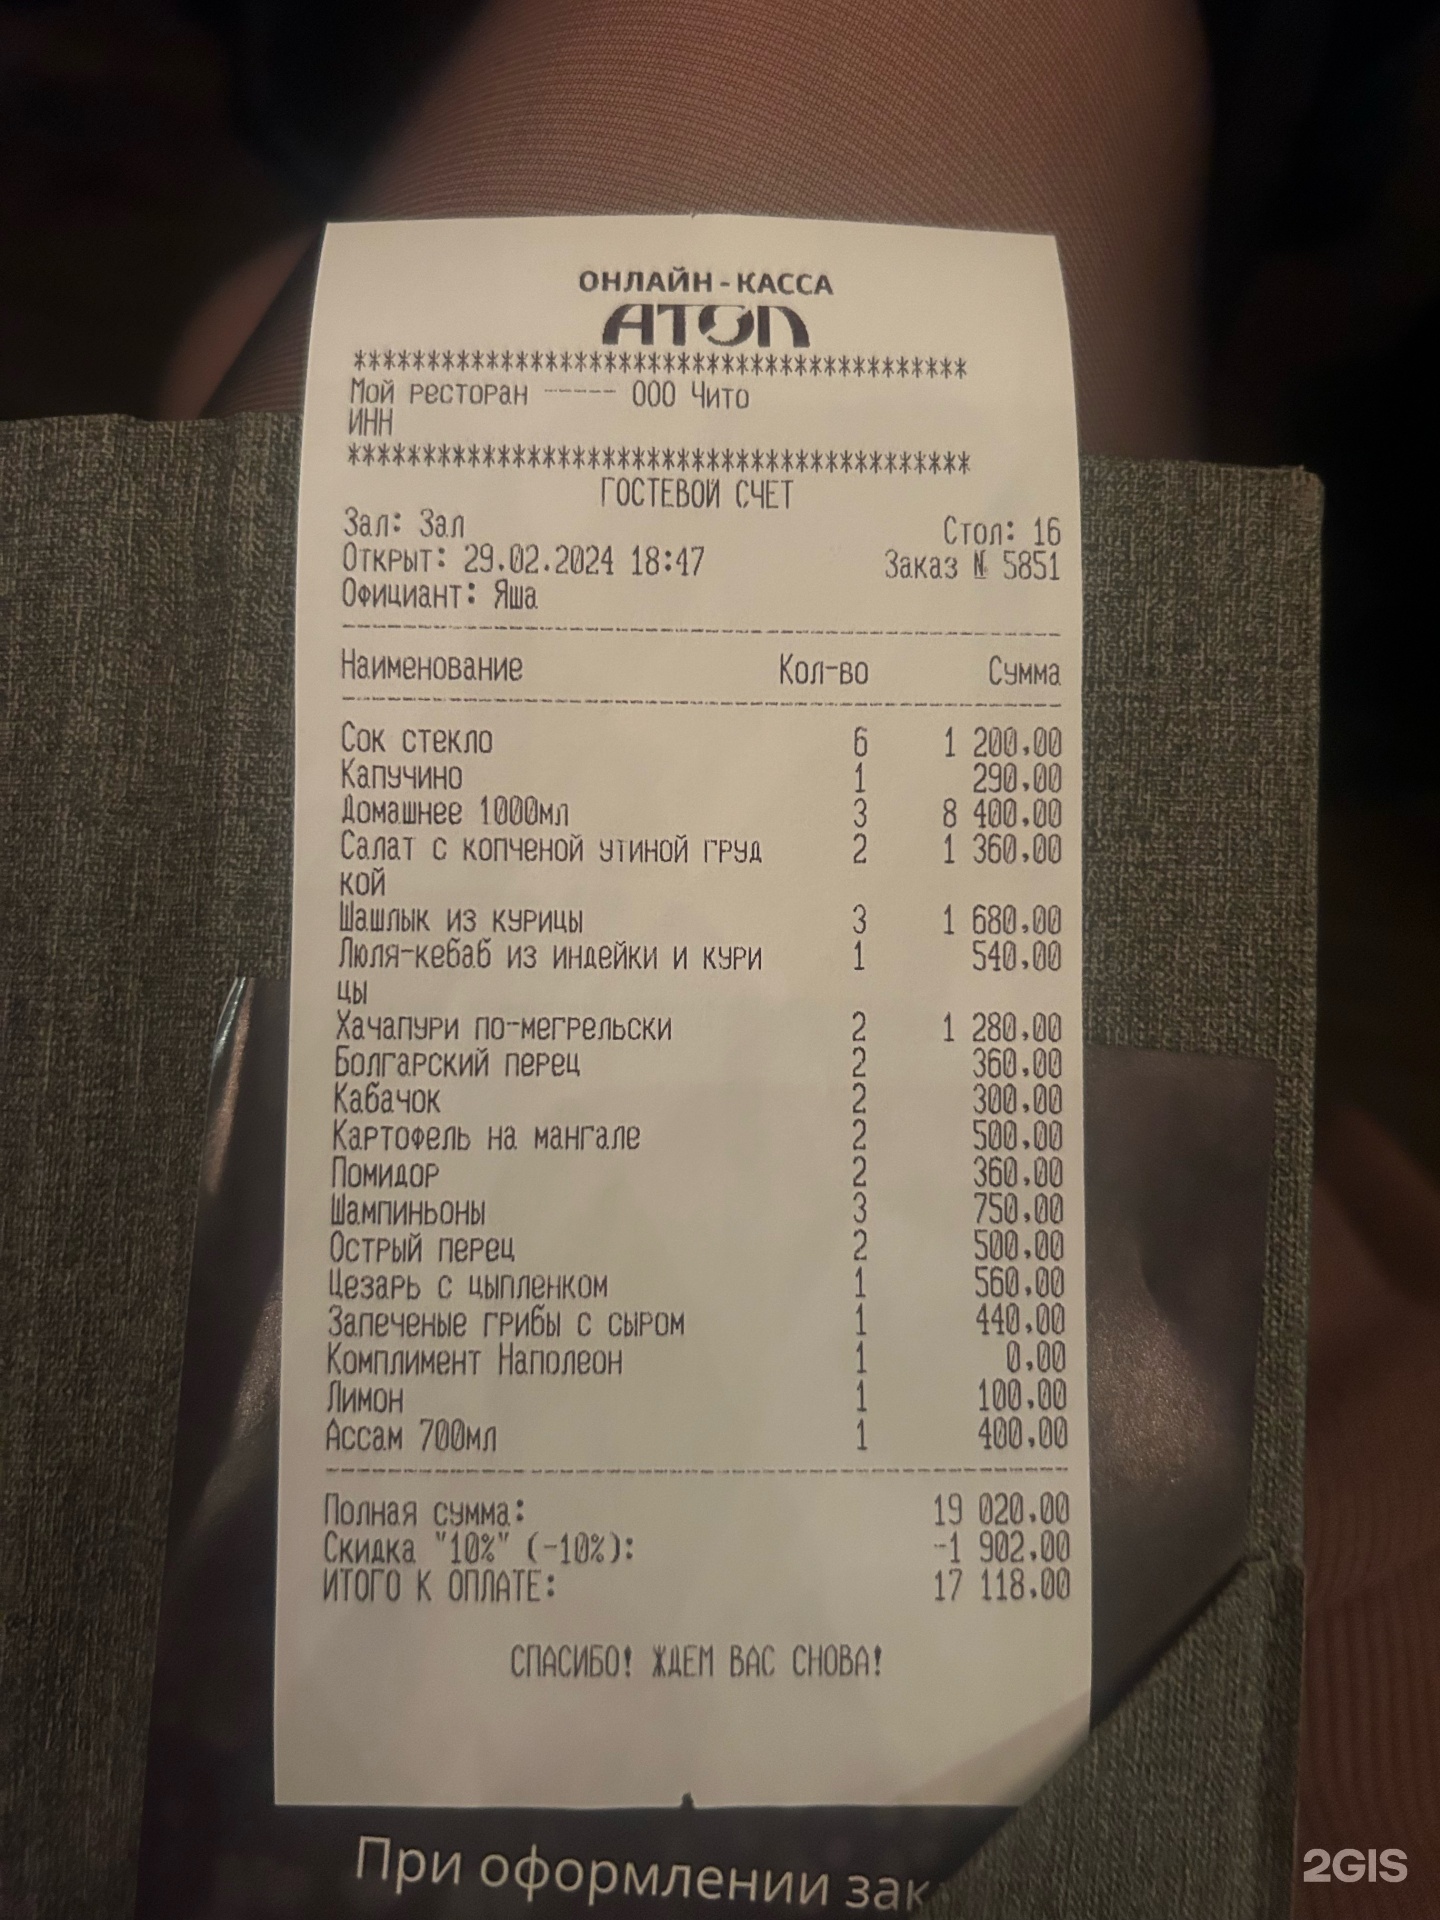 ОНЛАЙН-КАССА
АТОЛ
******************************************
Мой ресторан ----- ООО Чито
ИНН
******************************************
ГОСТЕВОЙ СЧЕТ
Зал: Зал Стол: 16
Открыт: 29.02.2024 18:47 Заказ № 5851
Официант: Яша
Наименование Кол-во Сумма
Сок стекло 6 1 200,00
Капучино 1 290,00
Домашнее 1000мл 3 8 400,00
Салат с копченой утиной груд 2 1 360,00
кой
Шашлык из курицы 3 1 680,00
Люля-кебаб из индейки и кури 1 540,00
цы
Хачапури по-мегрельски 2 1 280,00
Болгарский перец 2 360,00
Кабачок 2 300,00
Картофель на мангале 2 500,00
Помидор 2 360,00
Шампиньоны 3 750,00
Острый перец 2 500,00
Цезарь с цыпленком 1 560,00
Запеченые грибы с сыром 1 440,00
Комплимент Наполеон 1 0,00
Лимон 1 100,00
Ассам 700мл 1 400,00
Полная сумма: 19 020,00
Скидка "10%" (-10%): -1 902,00
ИТОГО К ОПЛАТЕ: 17 118,00
СПАСИБО! ЖДЕМ ВАС СНОВА!
При оформлении зак
2GIS